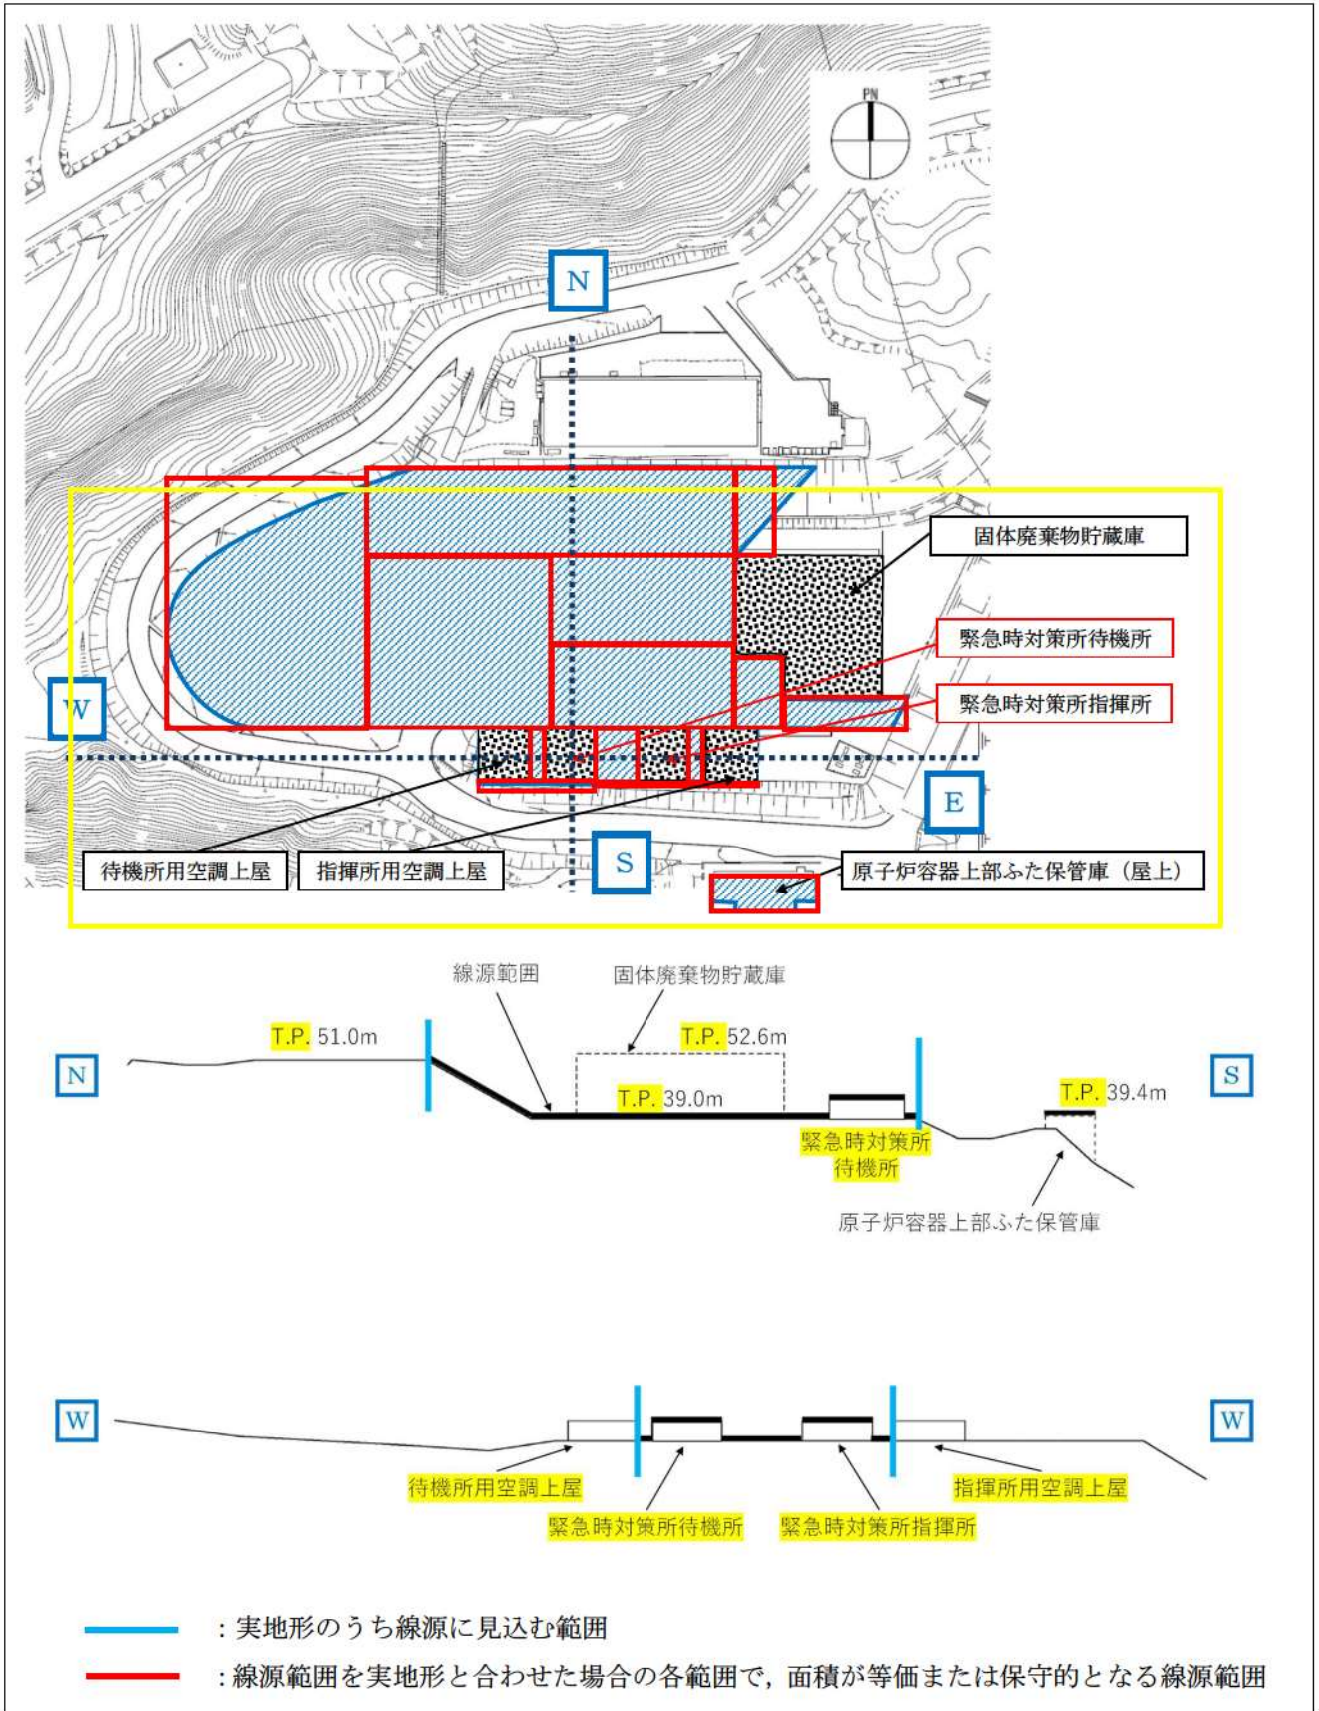 PN
N
固体廃棄物貯蔵庫
緊急時対策所待機所
緊急時対策所指揮所
W
E
S
待機所用空調上屋
指揮所用空調上屋
原子炉容器上部ふた保管庫（屋上）
線源範囲
固体廃棄物貯蔵庫
T.P. 51.0m
T.P. 52.6m
N
S
T.P. 39.0m
T.P. 39.4m
緊急時対策所
待機所
原子炉容器上部ふた保管庫
W
W
待機所用空調上屋
指揮所用空調上屋
緊急時対策所待機所
緊急時対策所指揮所
：実地形のうち線源に見込む範囲
：線源範囲を実地形と合わせた場合の各範囲で，面積が等価または保守的となる線源範囲